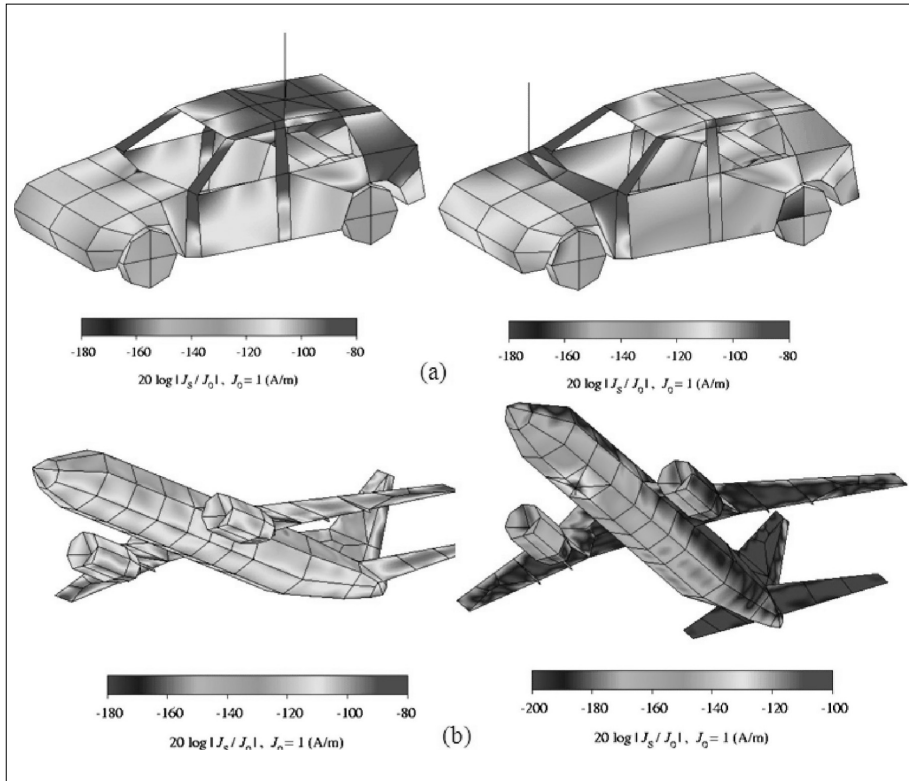 -180 -160 -140 -120 -100 -80
20 log | J_S / J_0 | , J_0 = 1 (A/m)
-180 -160 -140 -120 -100 -80
20 log | J_S / J_0 | , J_0 = 1 (A/m)
(a)
-180 -160 -140 -120 -100 -80
20 log | J_S / J_0 | , J_0 = 1 (A/m)
-200 -180 -160 -140 -120 -100
20 log | J_S / J_0 | , J_0 = 1 (A/m)
(b)